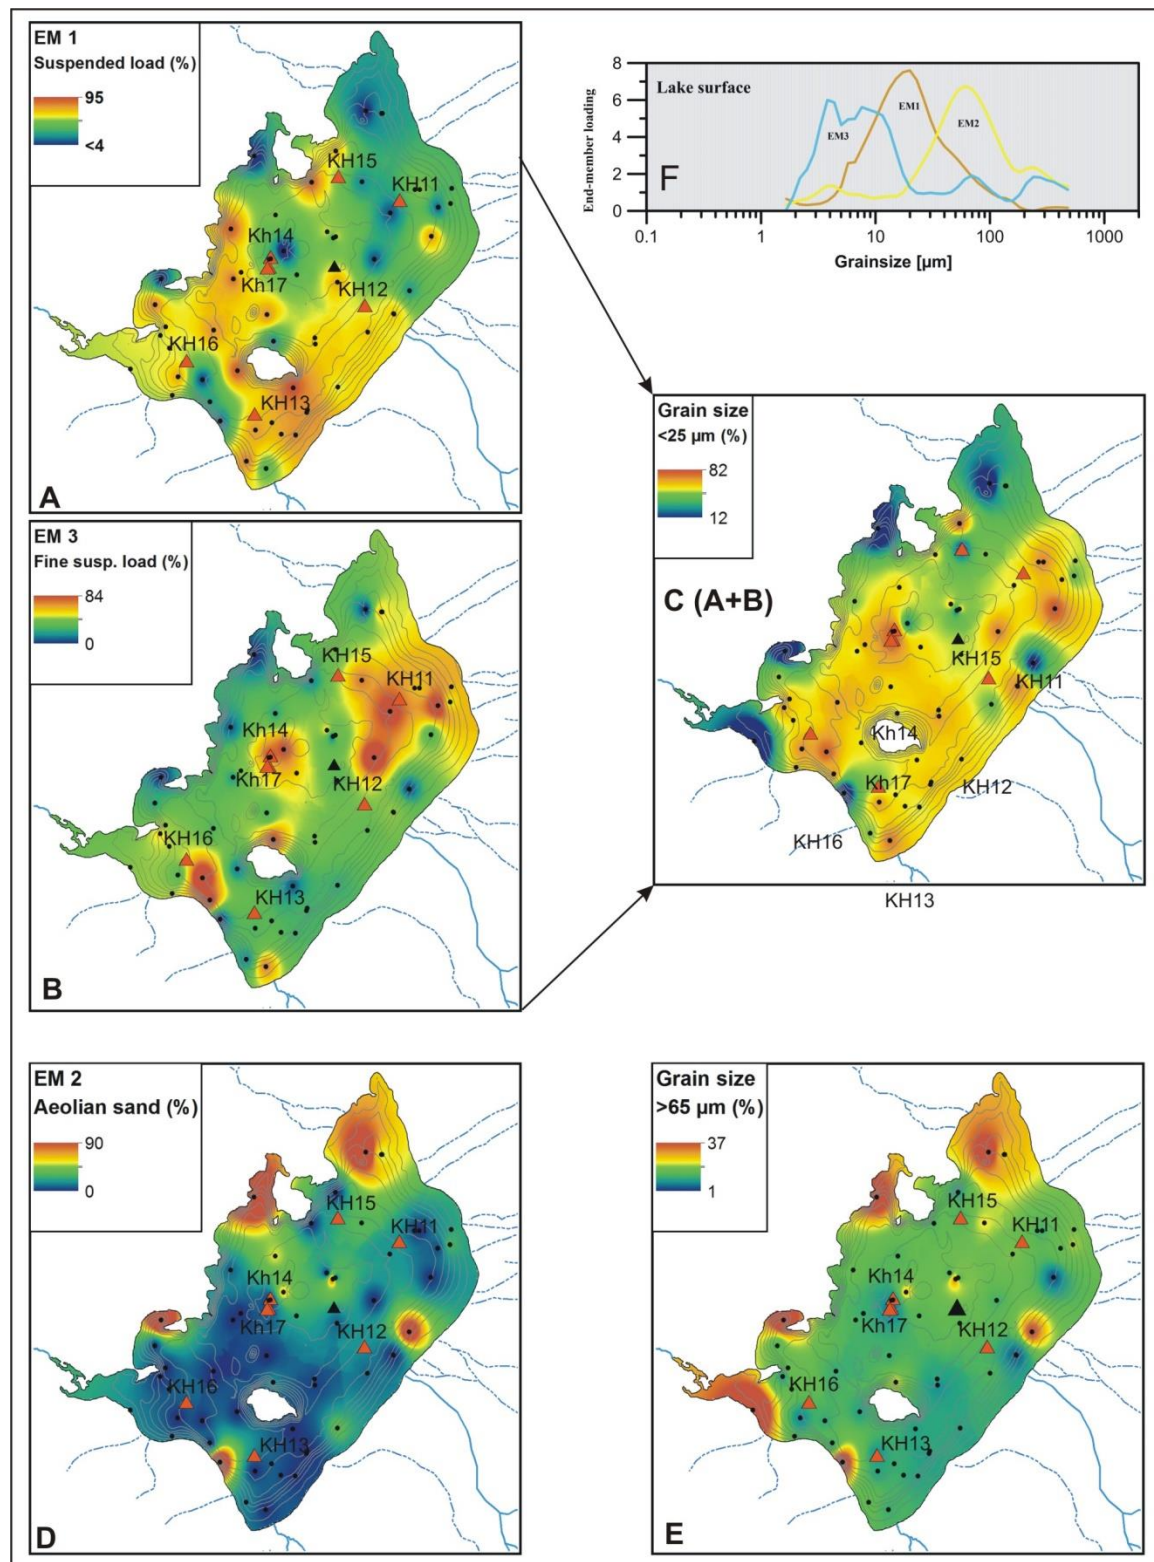 EM 1
Suspended load (%)
95
<4
KH15
KH11
Kh14
Kh17
KH12
KH16
KH13
A
End-member loading
8
6
4
2
0
Lake surface
EM3
EM1
EM2
F
0.1
1
10
100
1000
Grainsize [µm]
EM 3
Fine susp. load (%)
84
0
KH15
KH11
Kh14
Kh17
KH12
KH16
KH13
B
Grain size
<25 µm (%)
82
12
C (A+B)
KH15
KH11
Kh14
Kh17
KH12
KH16
KH13
EM 2
Aeolian sand (%)
90
0
KH15
KH11
Kh14
Kh17
KH12
KH16
KH13
D
Grain size
>65 µm (%)
37
1
KH15
KH11
Kh14
Kh17
KH12
KH16
KH13
E